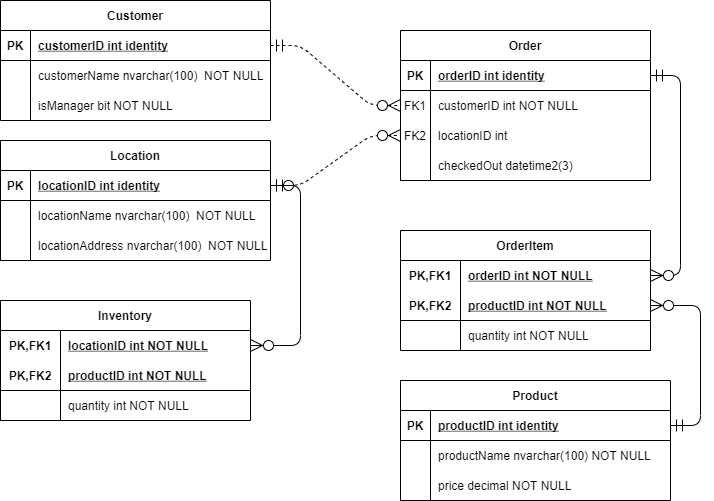 Customer
PK customerID int identity
customerName nvarchar(100) NOT NULL
isManager bit NOT NULL
Location
PK locationID int identity
locationName nvarchar(100) NOT NULL
locationAddress nvarchar(100) NOT NULL
Inventory
PK,FK1 locationID int NOT NULL
PK,FK2 productID int NOT NULL
quantity int NOT NULL
Order
PK orderID int identity
FK1 customerID int NOT NULL
FK2 locationID int
checkedOut datetime2(3)
OrderItem
PK,FK1 orderID int NOT NULL
PK,FK2 productID int NOT NULL
quantity int NOT NULL
Product
PK productID int identity
productName nvarchar(100) NOT NULL
price decimal NOT NULL